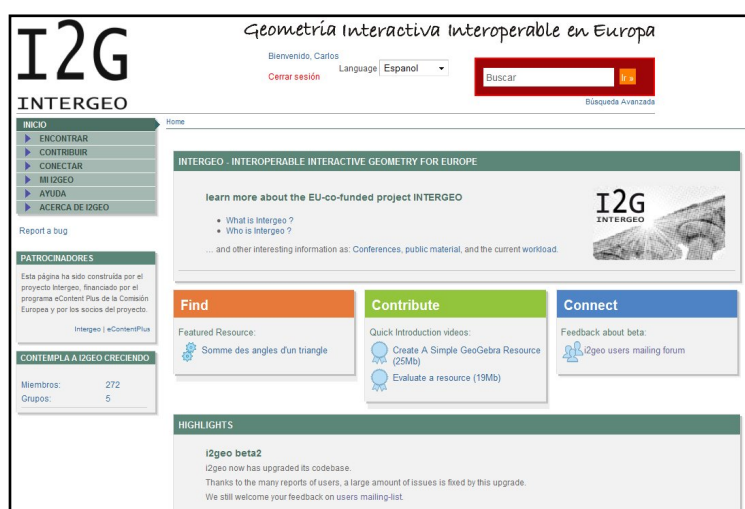 I2G
INTERGEO
Geometría Interactiva Interoperable en Europa
Bienvenido, Carlos
Cerrar sesión
Language Espanol
Buscar
Ir »
Búsqueda Avanzada
INICIO
ENCONTRAR
CONTRIBUIR
CONECTAR
MI I2GEO
AYUDA
ACERCA DE I2GEO
Report a bug
PATROCINADORES
Esta página ha sido construída por el
proyecto Intergeo, financiado por el
programa eContent Plus de la Comisión
Europea y por los socios del proyecto.
Intergeo | eContentPlus
CONTEMPLA A I2GEO CRECIENDO
Miembros: 272
Grupos: 5
Home
INTERGEO - INTEROPERABLE INTERACTIVE GEOMETRY FOR EUROPE
learn more about the EU-co-funded project INTERGEO
What is Intergeo ?
Who is Intergeo ?
... and other interesting information as: Conferences, public material, and the current workload.
I2G
INTERGEO
Find
Featured Resource:
Somme des angles d'un triangle
Contribute
Quick Introduction videos:
Create A Simple GeoGebra Resource
(25Mb)
Evaluate a resource (19Mb)
Connect
Feedback about beta:
i2geo users mailing forum
HIGHLIGHTS
i2geo beta2
i2geo now has upgraded its codebase.
Thanks to the many reports of users, a large amount of issues is fixed by this upgrade.
We still welcome your feedback on users mailing-list.